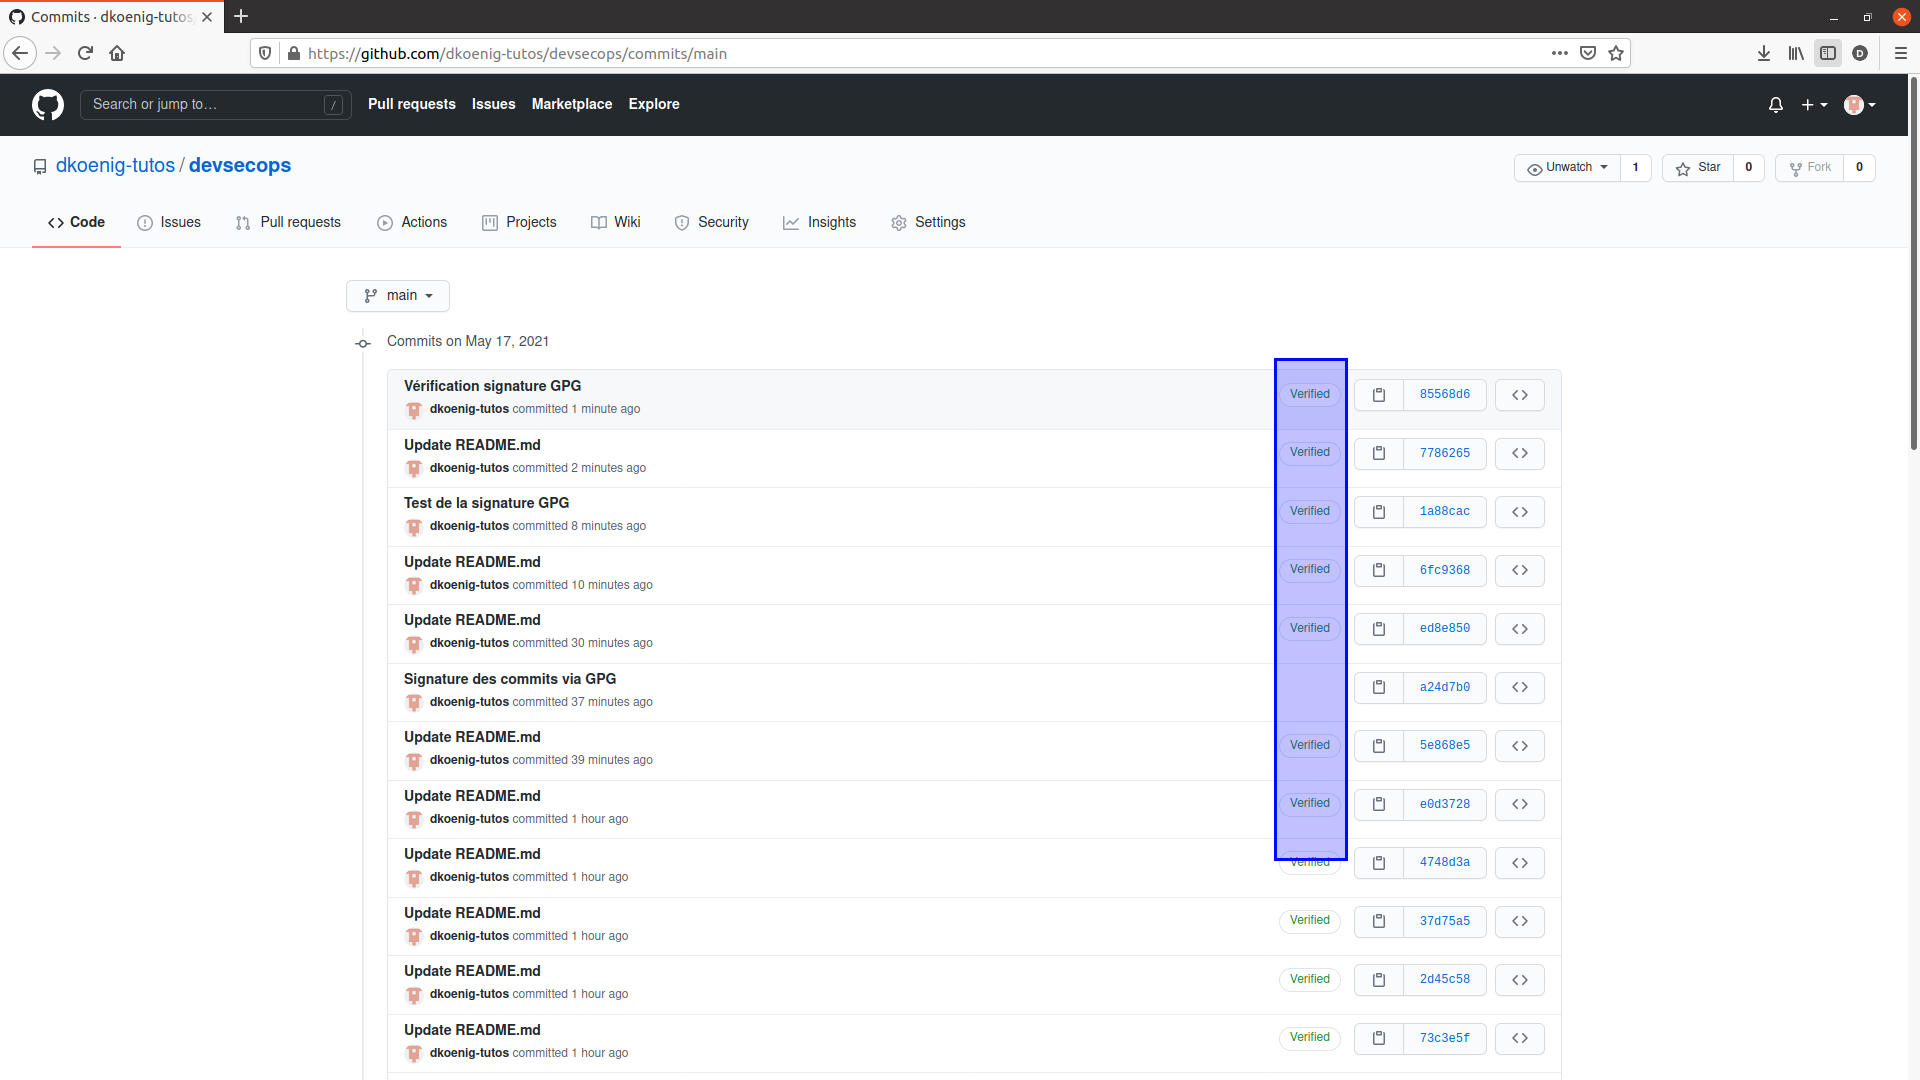 Commits · dkoenig-tutos
https://github.com/dkoenig-tutos/devsecops/commits/main
Search or jump to… / Pull requests Issues Marketplace Explore
dkoenig-tutos / devsecops
Unwatch 1 Star 0 Fork 0
Code Issues Pull requests Actions Projects Wiki Security Insights Settings
main
Commits on May 17, 2021
Vérification signature GPG
dkoenig-tutos committed 1 minute ago
Verified 85568d6
Update README.md
dkoenig-tutos committed 2 minutes ago
Verified 7786265
Test de la signature GPG
dkoenig-tutos committed 8 minutes ago
Verified 1a88cac
Update README.md
dkoenig-tutos committed 10 minutes ago
Verified 6fc9368
Update README.md
dkoenig-tutos committed 30 minutes ago
Verified ed8e850
Signature des commits via GPG
dkoenig-tutos committed 37 minutes ago
a24d7b0
Update README.md
dkoenig-tutos committed 39 minutes ago
Verified 5e868e5
Update README.md
dkoenig-tutos committed 1 hour ago
Verified e0d3728
Update README.md
dkoenig-tutos committed 1 hour ago
Verified 4748d3a
Update README.md
dkoenig-tutos committed 1 hour ago
Verified 37d75a5
Update README.md
dkoenig-tutos committed 1 hour ago
Verified 2d45c58
Update README.md
dkoenig-tutos committed 1 hour ago
Verified 73c3e5f